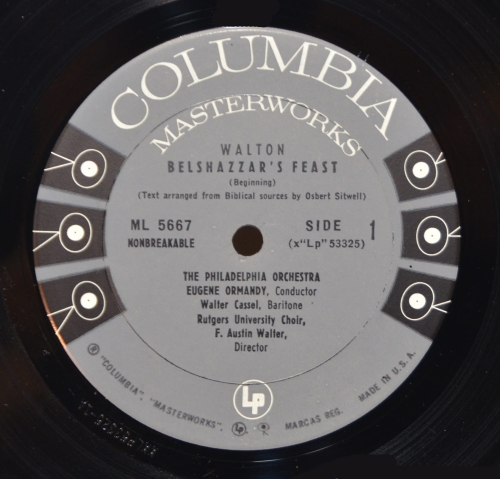 COLUMBIA
MASTERWORKS
WALTON
BELSHAZZAR'S FEAST
(Beginning)
(Text arranged from Biblical sources by Osbert Sitwell)
ML 5667
NONBREAKABLE
SIDE 1
(x"Lp" 53325)
THE PHILADELPHIA ORCHESTRA
EUGENE ORMANDY, Conductor
Walter Cassel, Baritone
Rutgers University Choir,
F. Austin Walter,
Director
Lp
® "COLUMBIA", "MASTERWORKS", MARCAS REG. MADE IN U.S.A.